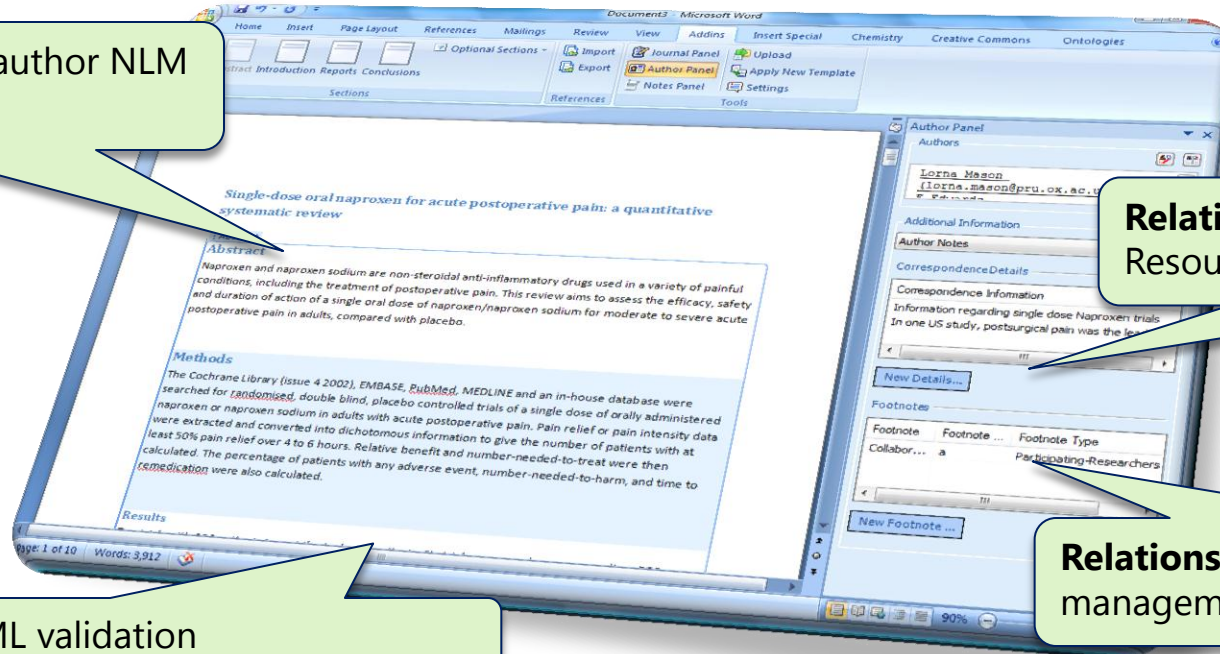 Document3 - Microsoft Word
Home Insert Page Layout References Mailings Review View Addins Insert Special Chemistry Creative Commons Ontologies
Introduction Reports Conclusions
Optional Sections
Sections
Import
Export
References
Journal Panel
Author Panel
Notes Panel
Upload
Apply New Template
Settings
Tools
author NLM
Single-dose oral naproxen for acute postoperative pain: a quantitative
systematic review
Abstract
Naproxen and naproxen sodium are non-steroidal anti-inflammatory drugs used in a variety of painful
conditions, including the treatment of postoperative pain. This review aims to assess the efficacy, safety
and duration of action of a single oral dose of naproxen/naproxen sodium for moderate to severe acute
postoperative pain in adults, compared with placebo.
Methods
The Cochrane Library (issue 4 2002), EMBASE, PubMed, MEDLINE and an in-house database were
searched for randomised, double blind, placebo controlled trials of a single dose of orally administered
naproxen or naproxen sodium in adults with acute postoperative pain. Pain relief or pain intensity data
were extracted and converted into dichotomous information to give the number of patients with at
least 50% pain relief over 4 to 6 hours. Relative benefit and number-needed-to-treat were then
calculated. The percentage of patients with any adverse event, number-needed-to-harm, and time to
remedication were also calculated.
Results
Page: 1 of 10 Words: 3,912
90%
Author Panel
Authors
Lorna Mason
(lorna.mason@pru.ox.ac.u
Additional Information
Author Notes
Correspondence Details
Correspondence Information
Information regarding single dose Naproxen trials
In one US study, postsurgical pain was the
New Details...
Footnotes
Footnote Footnote ... Footnote Type
Collabor... a Participating-Researchers
New Footnote ...
Relati
Resou
Relations
managem
ML validation